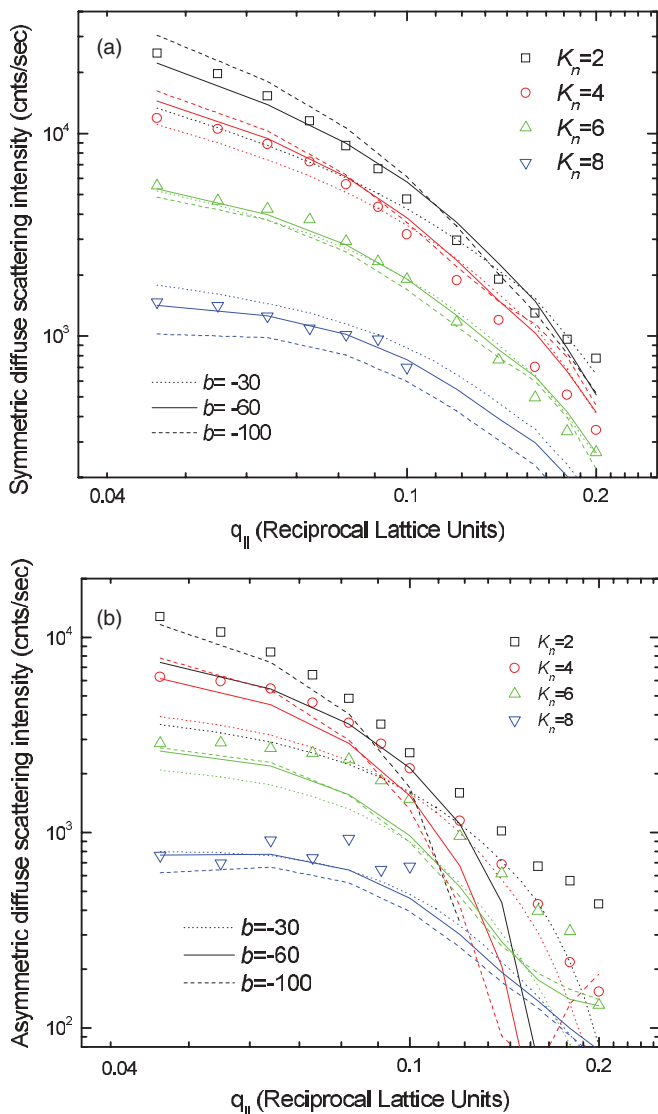 (a)
Symmetric diffuse scattering intensity (cnts/sec)
10^4
10^3
K_n=2
K_n=4
K_n=6
K_n=8
b= -30
b= -60
b= -100
0.04
0.1
0.2
q_|| (Reciprocal Lattice Units)
(b)
Asymmetric diffuse scattering intensity (cnts/sec)
10^4
10^3
10^2
K_n=2
K_n=4
K_n=6
K_n=8
b=-30
b=-60
b=-100
0.04
0.1
0.2
q_|| (Reciprocal Lattice Units)